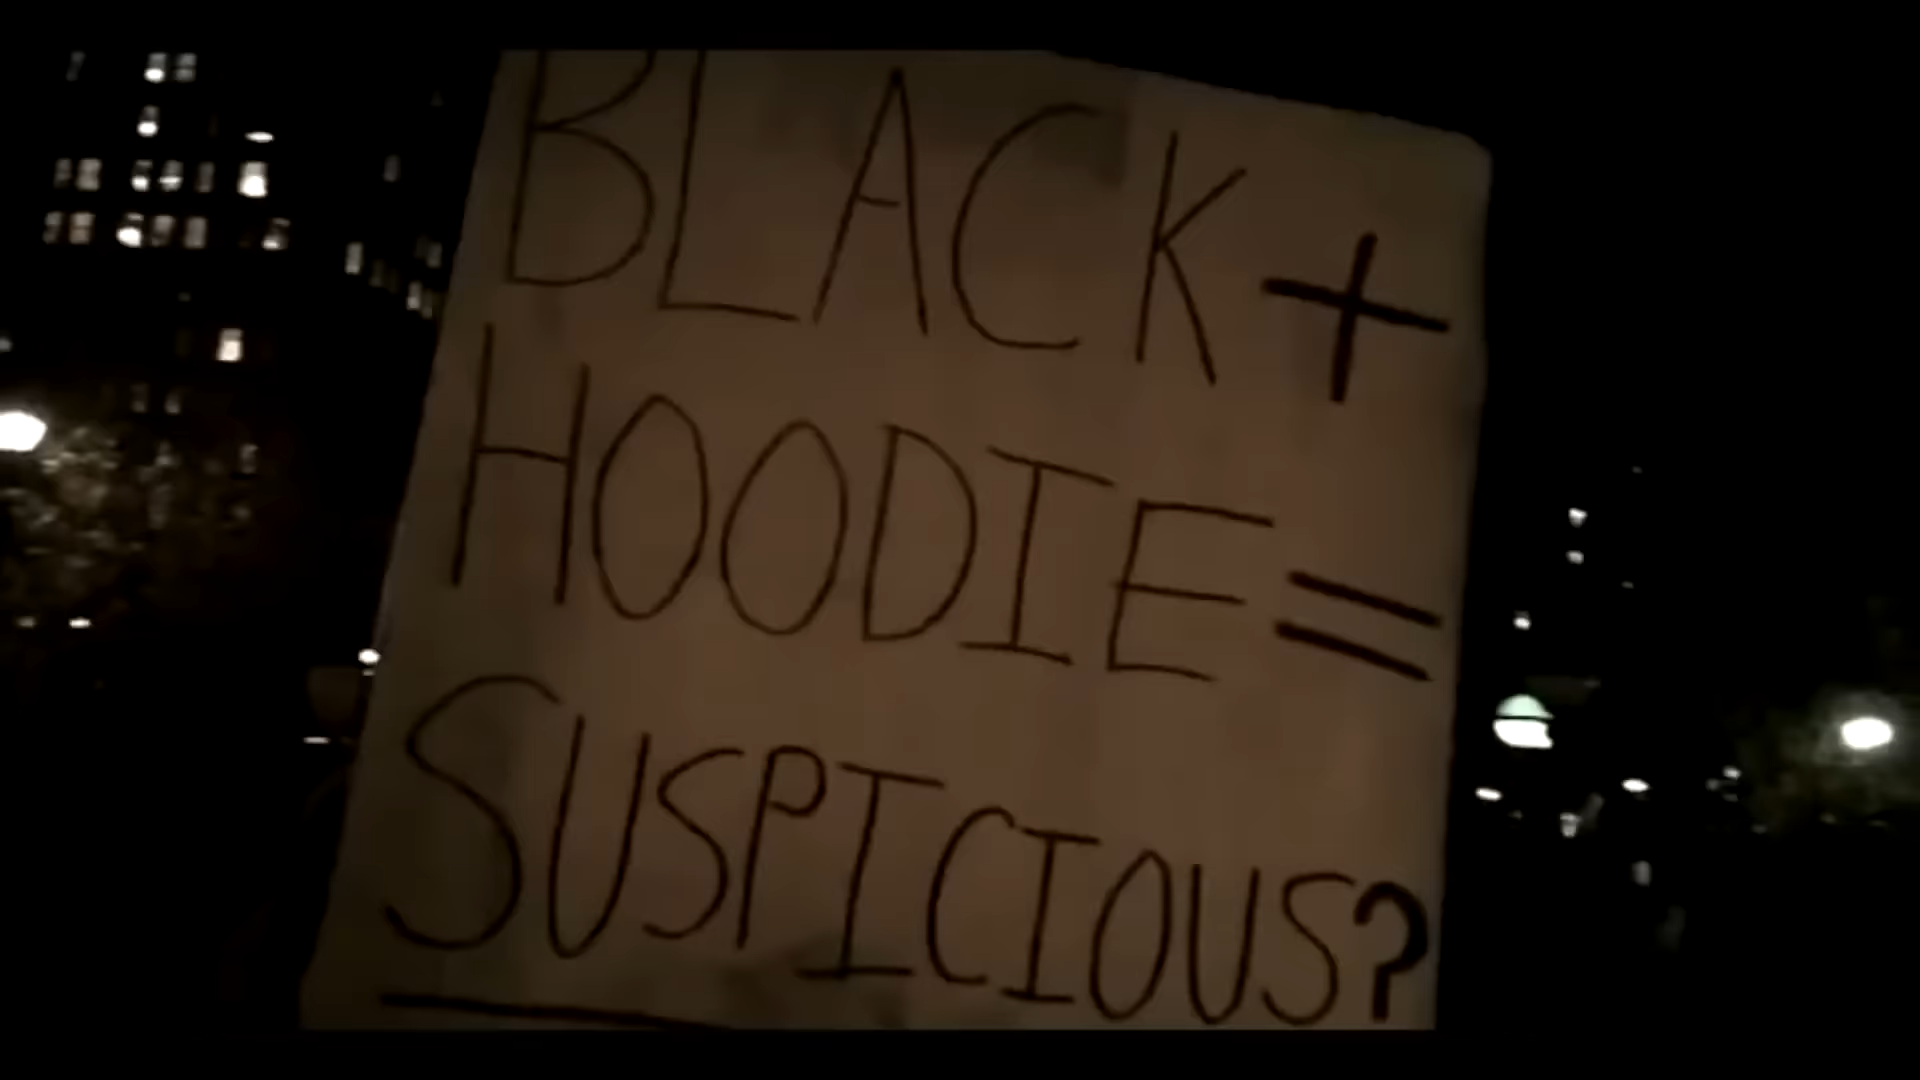 BLACK +
HOODIE =
SUSPICIOUS?